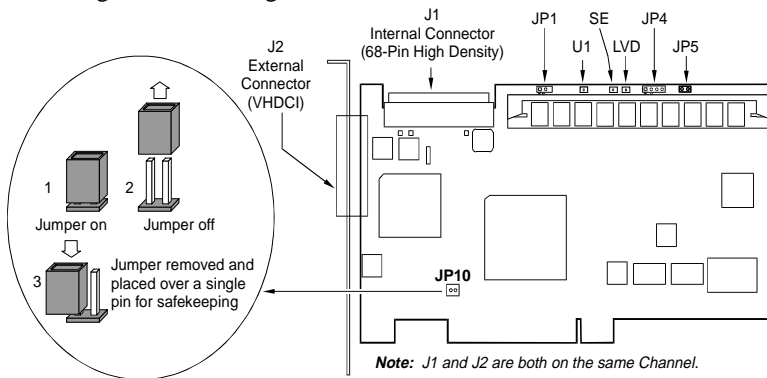 J1
Internal Connector
(68-Pin High Density)
J2
External
Connector
(VHDCI)
JP1
SE
JP4
U1
LVD
JP5
1
2
Jumper on
Jumper off
3
Jumper removed and
placed over a single
pin for safekeeping
JP10
Note: J1 and J2 are both on the same Channel.